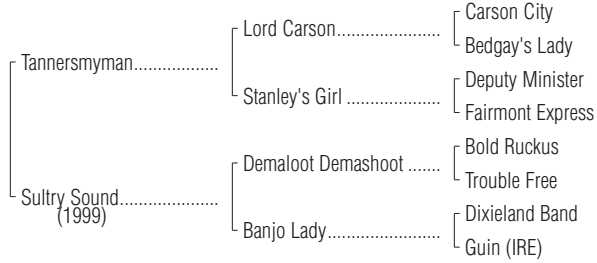 Carson City
Lord Carson.......................
Bedgay's Lady
Tannersmyman...................
Deputy Minister
Stanley's Girl .....................
Fairmont Express
Bold Ruckus
Demaloot Demashoot .......
Trouble Free
Sultry Sound......................
(1999)
Dixieland Band
Banjo Lady.........................
Guin (IRE)